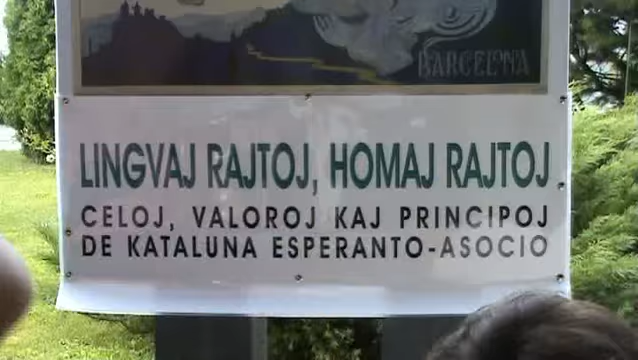 BARCELONA
LINGVAJ RAJTOJ, HOMAJ RAJTOJ
CELOJ, VALOROJ KAJ PRINCIPOJ
DE KATALUNA ESPERANTO-ASOCIO